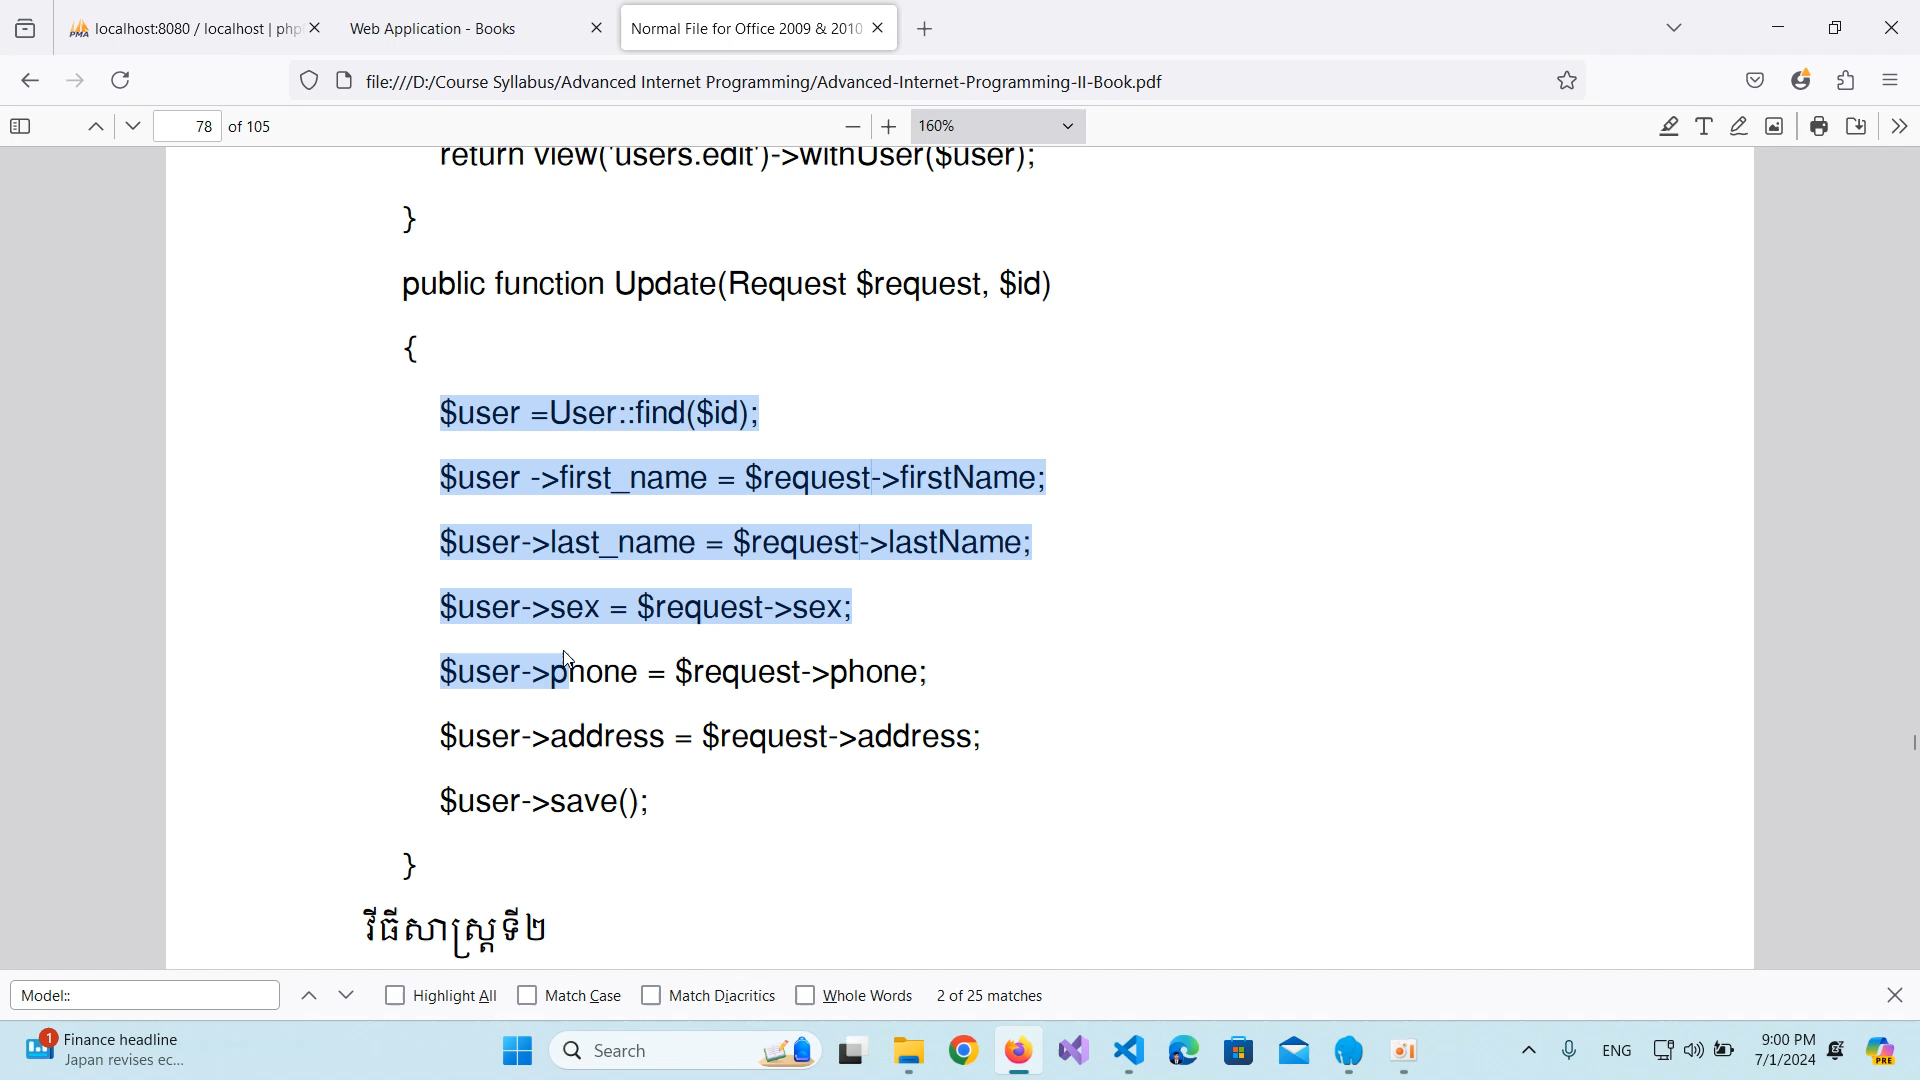 localhost:8080 / localhost | php
Web Application - Books
Normal File for Office 2009 & 2010
file:///D:/Course Syllabus/Advanced Internet Programming/Advanced-Internet-Programming-II-Book.pdf
78 of 105
160%
return view('users.edit')->withUser($user);
}
public function Update(Request $request, $id)
{
$user =User::find($id);
$user ->first_name = $request->firstName;
$user->last_name = $request->lastName;
$user->sex = $request->sex;
$user->phone = $request->phone;
$user->address = $request->address;
$user->save();
}
វីធីសាស្ត្រទី២
Model::
Highlight All
Match Case
Match Diacritics
Whole Words
2 of 25 matches
1
Finance headline
Japan revises ec...
Search
ENG
9:00 PM
7/1/2024
PRE